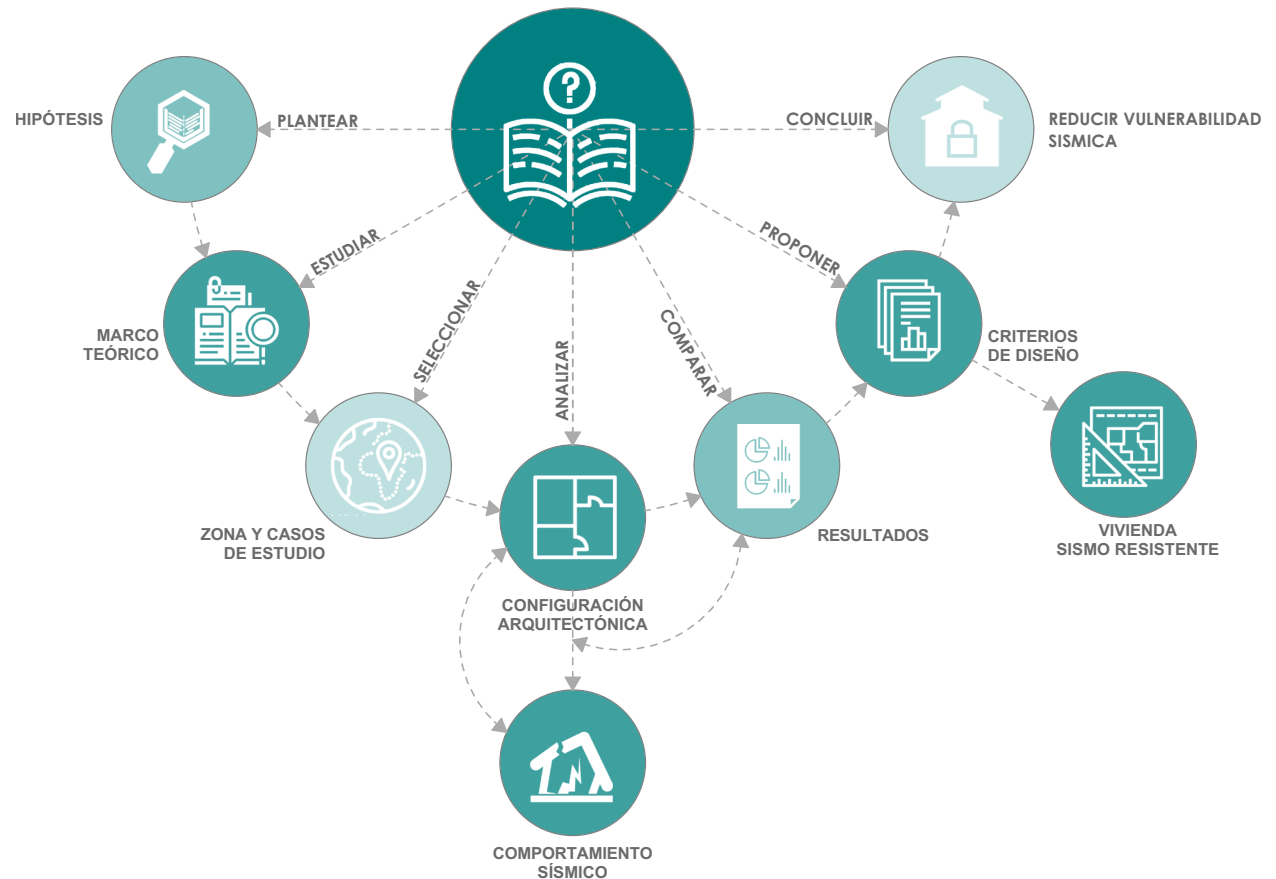 ?
HIPÓTESIS
PLANTEAR
CONCLUIR
REDUCIR VULNERABILIDAD
SISMICA
ESTUDIAR
PROPONER
MARCO
TEÓRICO
SELECCIONAR
ANALIZAR
COMPARAR
CRITERIOS
DE DISEÑO
ZONA Y CASOS
DE ESTUDIO
RESULTADOS
VIVIENDA
SISMO RESISTENTE
CONFIGURACIÓN
ARQUITECTÓNICA
COMPORTAMIENTO
SÍSMICO